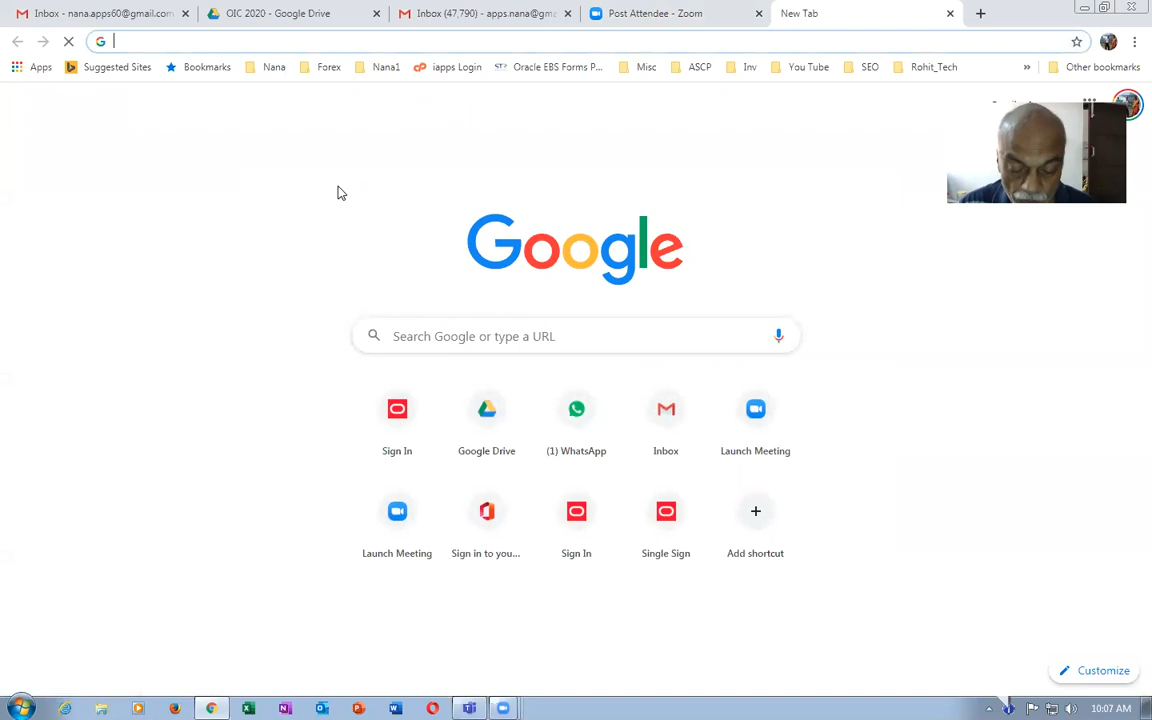 Inbox - nana.apps60@gmail.com
OIC 2020 - Google Drive
Inbox (47,790) - apps.nana@gm
Post Attendee - Zoom
New Tab
Apps
Suggested Sites
Bookmarks
Nana
Forex
Nana1
iapps Login
Oracle EBS Forms P...
Misc
ASCP
Inv
You Tube
SEO
Rohit_Tech
»
Other bookmarks
Google
Search Google or type a URL
Sign In
Google Drive
(1) WhatsApp
Inbox
Launch Meeting
Launch Meeting
Sign in to you...
Sign In
Single Sign
Add shortcut
Customize
10:07 AM